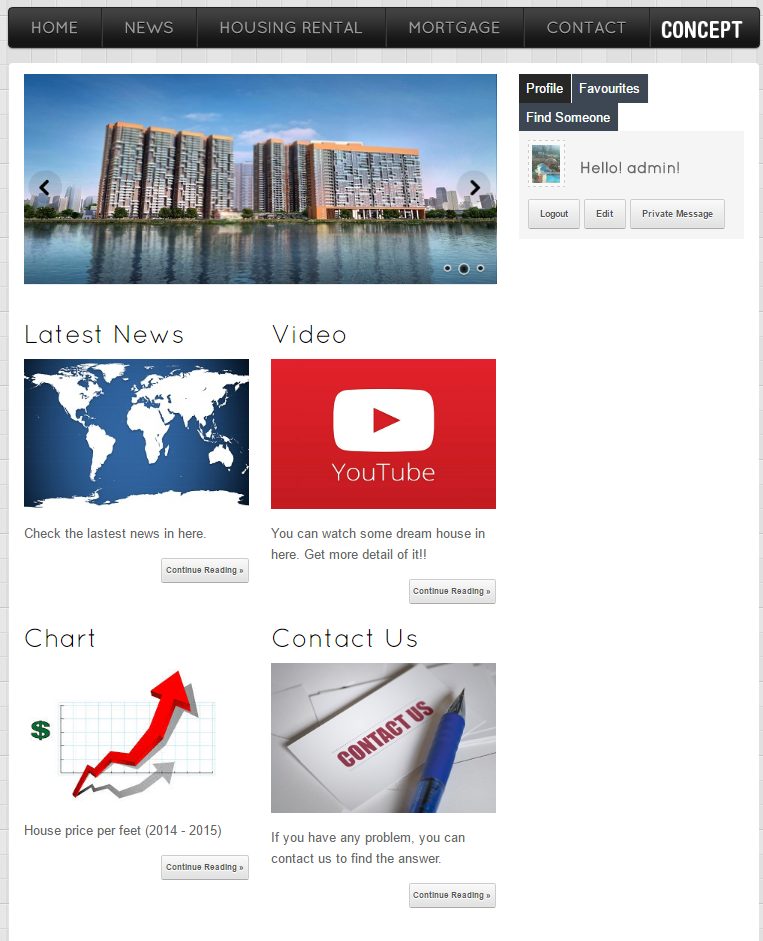 HOME NEWS HOUSING RENTAL MORTGAGE CONTACT CONCEPT
Profile Favourites
Find Someone
Hello! admin!
Logout Edit Private Message
Latest News
Check the lastest news in here.
Continue Reading »
Video
YouTube
You can watch some dream house in
here. Get more detail of it!!
Continue Reading »
Chart
$
House price per feet (2014 - 2015)
Continue Reading »
Contact Us
CONTACT US
If you have any problem, you can
contact us to find the answer.
Continue Reading »